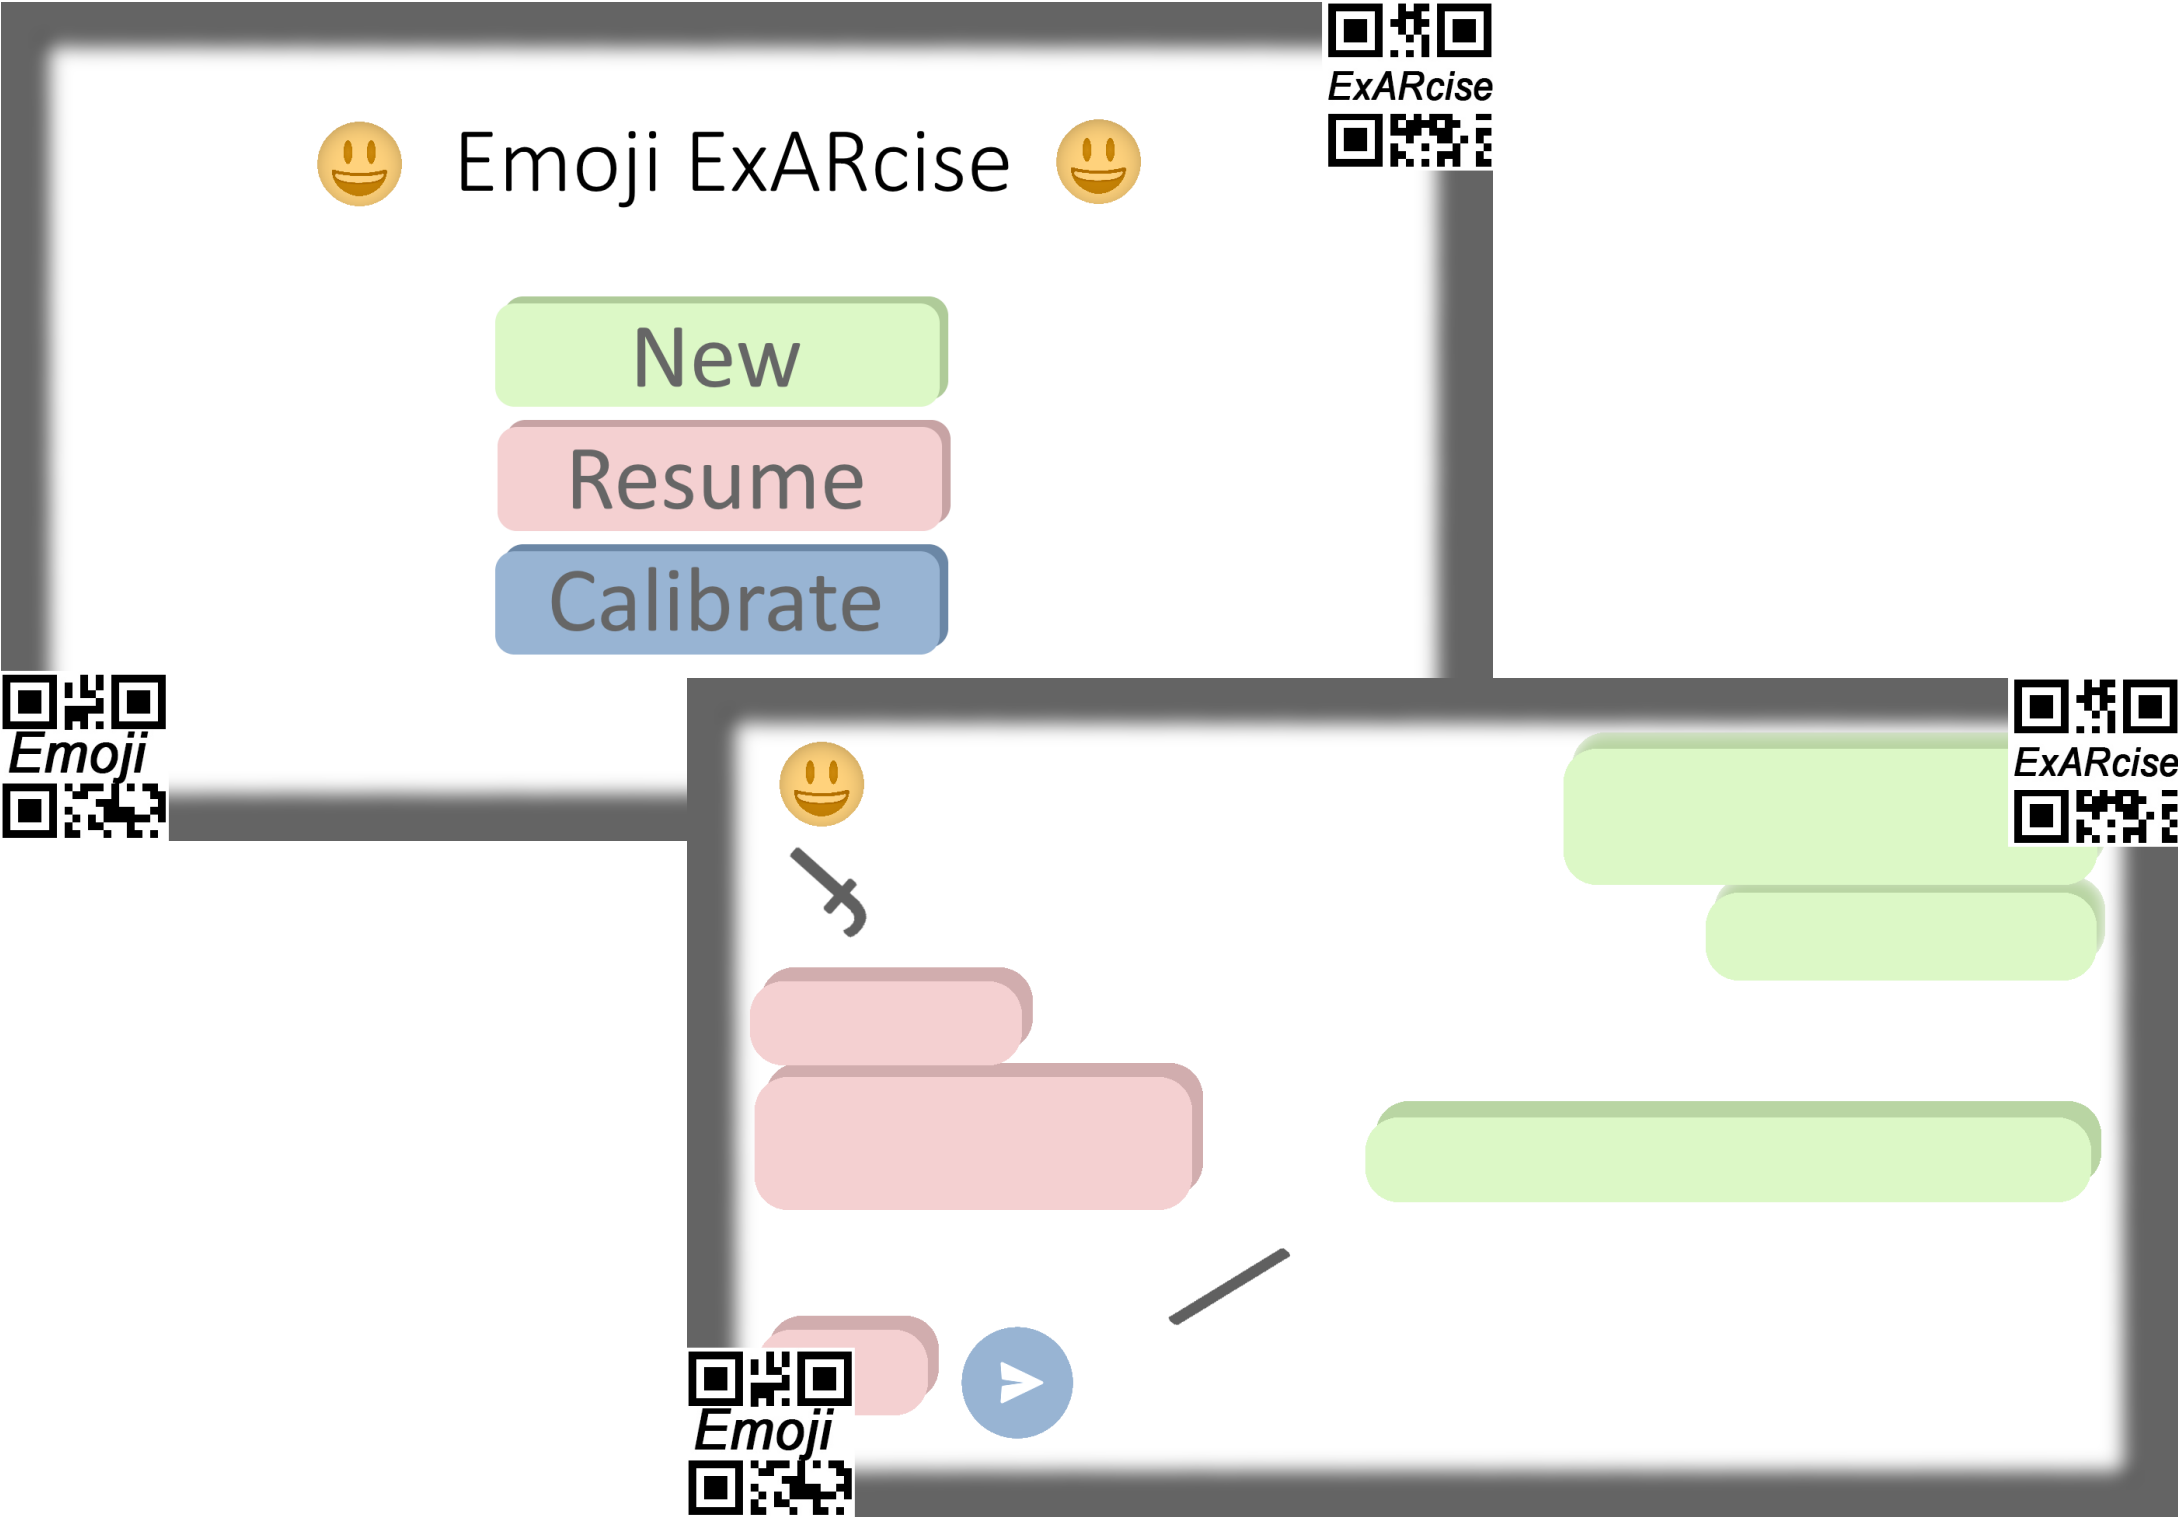 ExARcise
Emoji ExARcise
New
Resume
Calibrate
Emoji
ExARcise
Emoji